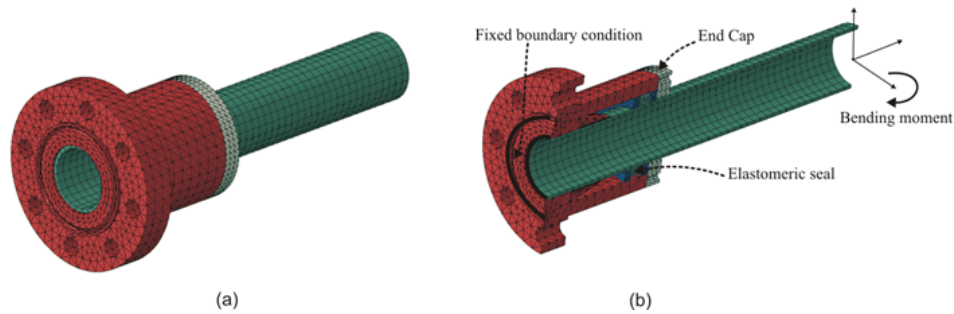 Fixed boundary condition
End Cap
Bending moment
Elastomeric seal
(a)
(b)